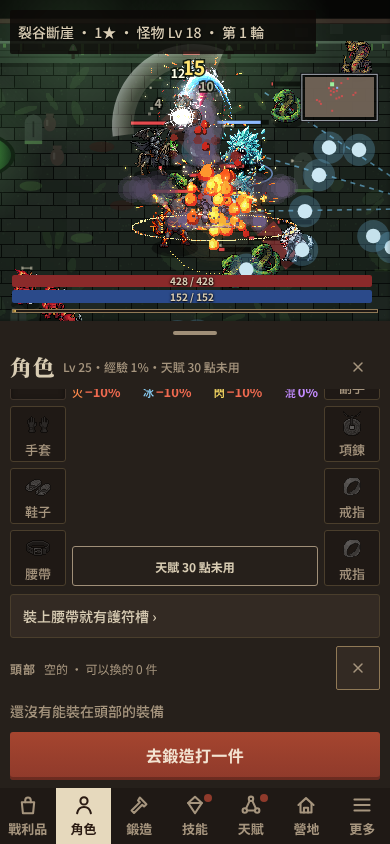 裂谷斷崖 · 1★ · 怪物 Lv 18 · 第 1 輪
12 15
10
4
428 / 428
152 / 152
角色 Lv 25 · 經驗 1% · 天賦 30 點未用 ×
火 -10% 冰 -10% 閃 -10% 混 0% 副手
手套 項鍊
鞋子 戒指
腰帶 天賦 30 點未用 戒指
裝上腰帶就有護符槽 ›
頭部 空的 · 可以換的 0 件 ×
還沒有能裝在頭部的裝備
去鍛造打一件
戰利品 角色 鍛造 技能 天賦 營地 更多